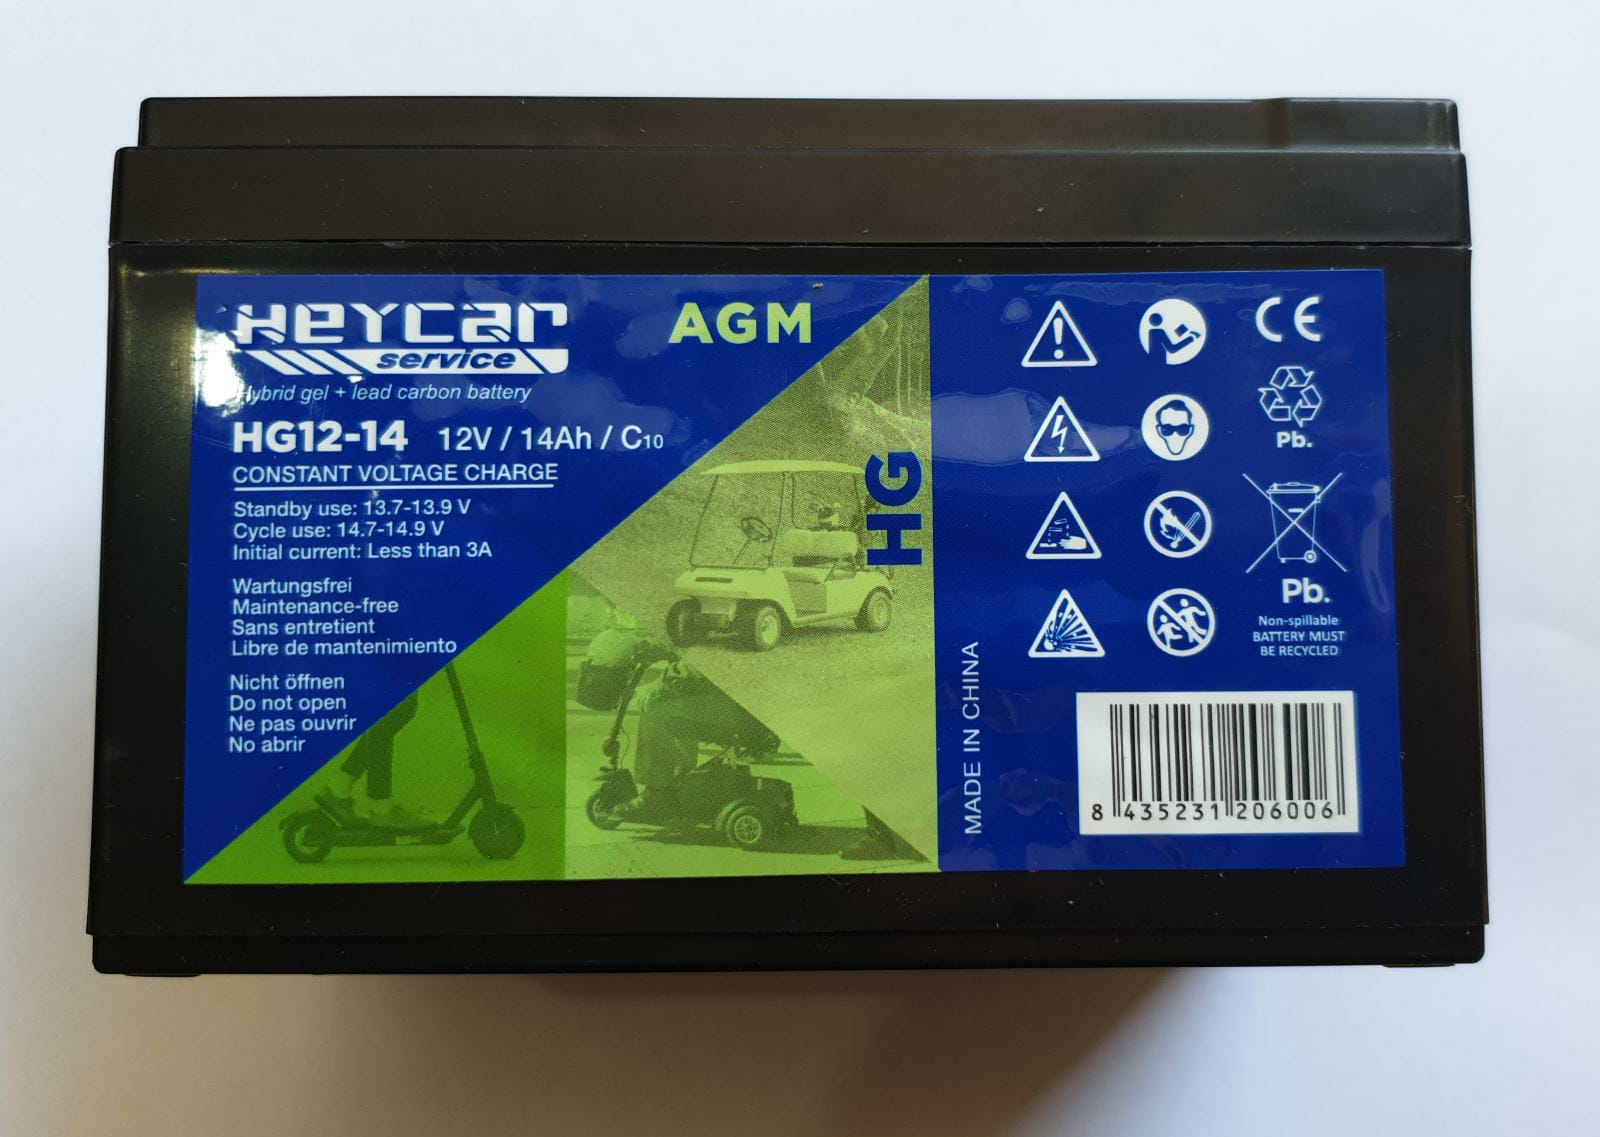 HEYCAR
service
Hybrid gel + lead carbon battery
AGM
HG12-14 12V / 14Ah / C10
CONSTANT VOLTAGE CHARGE
Standby use: 13.7-13.9 V
Cycle use: 14.7-14.9 V
Initial current: Less than 3A
Wartungsfrei
Maintenance-free
Sans entretient
Libre de mantenimiento
Nicht öffnen
Do not open
Ne pas ouvrir
No abrir
HG
MADE IN CHINA
CE
Pb.
Pb.
Non-spillable
BATTERY MUST
BE RECYCLED
8 435231 206006